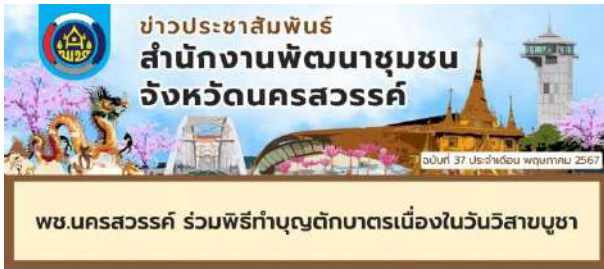 ข่าวประชาสัมพันธ์
สำนักงานพัฒนาชุมชน
จังหวัดนครสวรรค์
ฉบับที่ 37 ประจำเดือน พฤษภาคม 2567
พช.นครสวรรค์ ร่วมพิธีทำบุญตักบาตรเนื่องในวันวิสาขบูชา